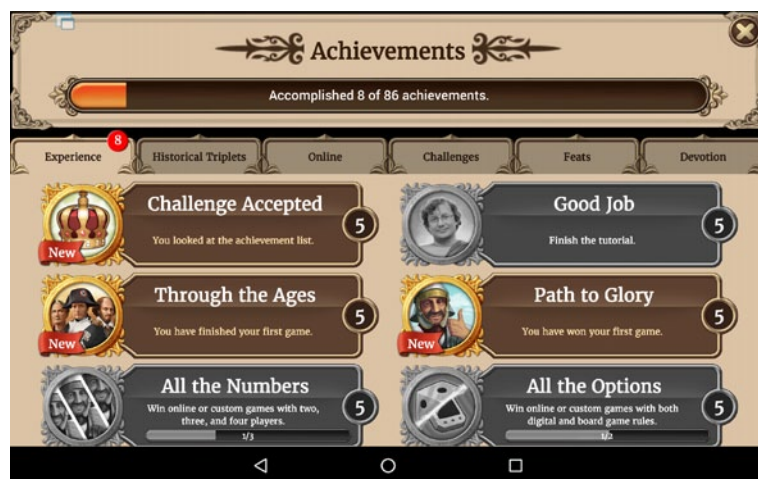 Achievements
Accomplished 8 of 86 achievements.
8
Experience
Historical Triplets
Online
Challenges
Feats
Devotion
Challenge Accepted
You looked at the achievement list.
5
New
Good Job
Finish the tutorial.
5
Through the Ages
You have finished your first game.
5
New
Path to Glory
You have won your first game.
5
New
All the Numbers
Win online or custom games with two,
three, and four players.
1/3
5
All the Options
Win online or custom games with both
digital and board game rules.
1/2
5